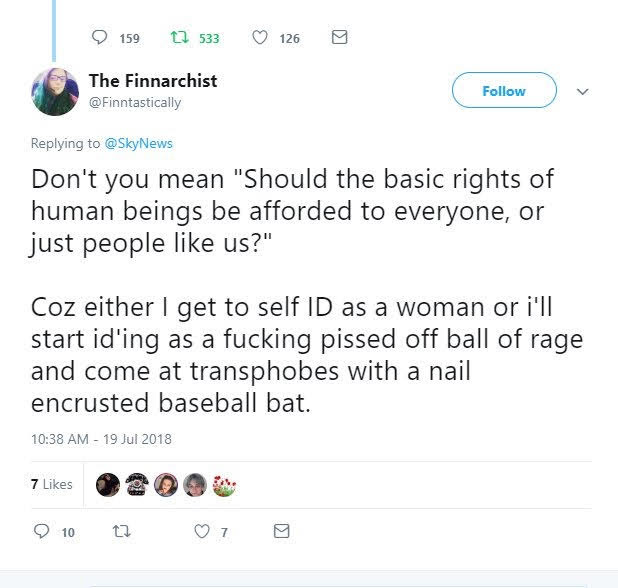 159 533 126
The Finnarchist
@Finntastically
Follow
Replying to @SkyNews
Don't you mean "Should the basic rights of
human beings be afforded to everyone, or
just people like us?"
Coz either I get to self ID as a woman or i'll
start id'ing as a fucking pissed off ball of rage
and come at transphobes with a nail
encrusted baseball bat.
10:38 AM - 19 Jul 2018
7 Likes
10 7